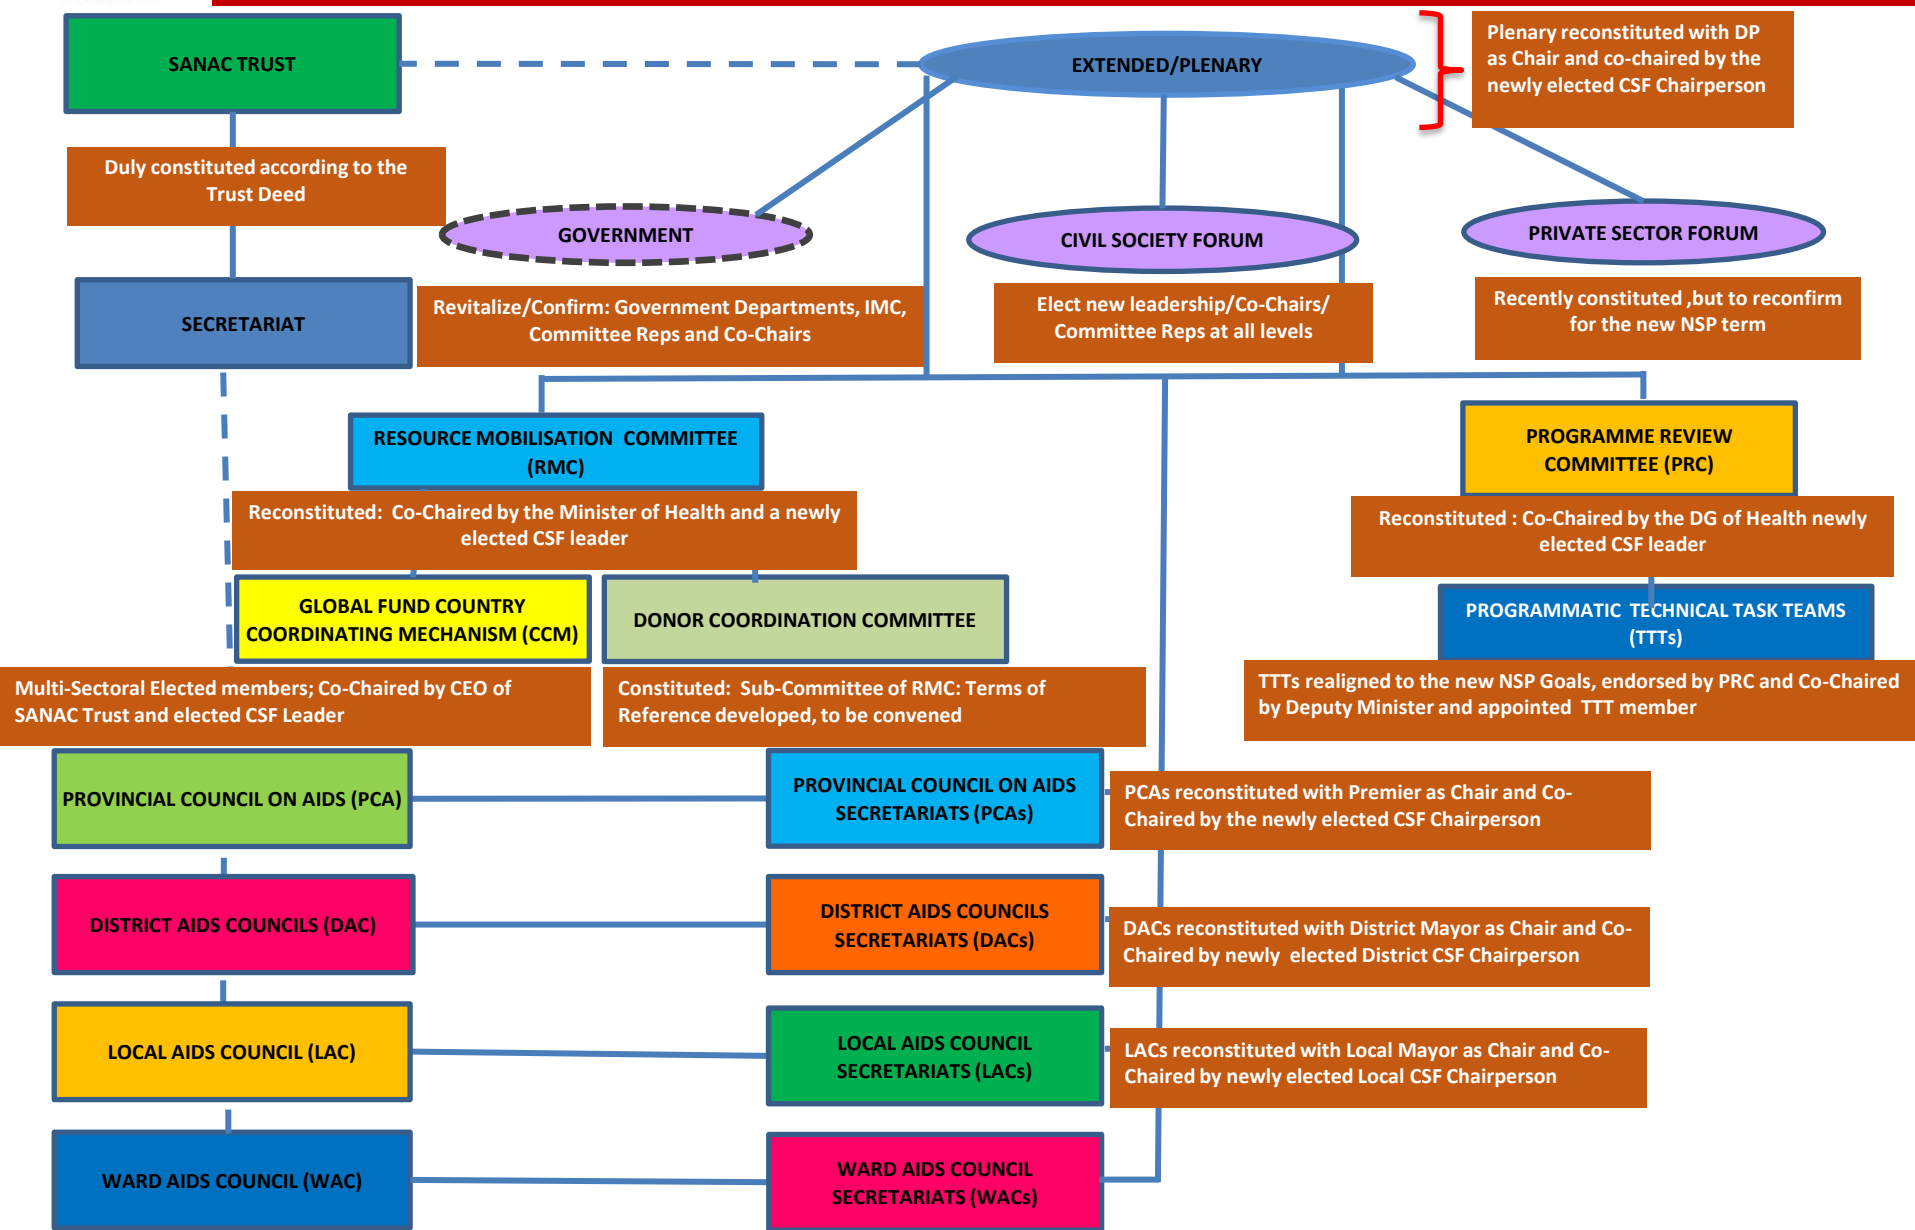 SANAC TRUST
EXTENDED/PLENARY
Plenary reconstituted with DP
as Chair and co-chaired by the
newly elected CSF Chairperson
Duly constituted according to the
Trust Deed
GOVERNMENT
CIVIL SOCIETY FORUM
PRIVATE SECTOR FORUM
SECRETARIAT
Revitalize/Confirm: Government Departments, IMC,
Committee Reps and Co-Chairs
Elect new leadership/Co-Chairs/
Committee Reps at all levels
Recently constituted ,but to reconfirm
for the new NSP term
RESOURCE MOBILISATION COMMITTEE
(RMC)
PROGRAMME REVIEW
COMMITTEE (PRC)
Reconstituted: Co-Chaired by the Minister of Health and a newly
elected CSF leader
Reconstituted : Co-Chaired by the DG of Health newly
elected CSF leader
GLOBAL FUND COUNTRY
COORDINATING MECHANISM (CCM)
DONOR COORDINATION COMMITTEE
PROGRAMMATIC TECHNICAL TASK TEAMS
(TTTs)
Multi-Sectoral Elected members; Co-Chaired by CEO of
SANAC Trust and elected CSF Leader
Constituted: Sub-Committee of RMC: Terms of
Reference developed, to be convened
TTTs realigned to the new NSP Goals, endorsed by PRC and Co-Chaired
by Deputy Minister and appointed TTT member
PROVINCIAL COUNCIL ON AIDS (PCA)
PROVINCIAL COUNCIL ON AIDS
SECRETARIATS (PCAs)
PCAs reconstituted with Premier as Chair and Co-
Chaired by the newly elected CSF Chairperson
DISTRICT AIDS COUNCILS (DAC)
DISTRICT AIDS COUNCILS
SECRETARIATS (DACs)
DACs reconstituted with District Mayor as Chair and Co-
Chaired by newly elected District CSF Chairperson
LOCAL AIDS COUNCIL (LAC)
LOCAL AIDS COUNCIL
SECRETARIATS (LACs)
LACs reconstituted with Local Mayor as Chair and Co-
Chaired by newly elected Local CSF Chairperson
WARD AIDS COUNCIL (WAC)
WARD AIDS COUNCIL
SECRETARIATS (WACs)